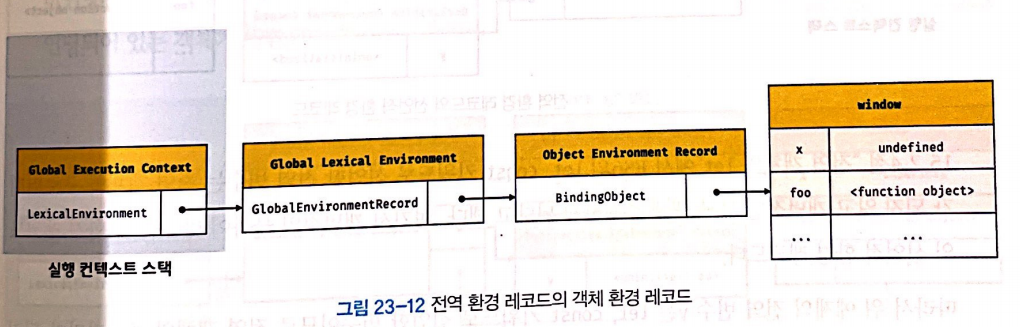 window
x undefined
foo <function object>
... ...
Object Environment Record
BindingObject
Global Lexical Environment
GlobalEnvironmentRecord
Global Execution Context
LexicalEnvironment
실행 컨텍스트 스택
그림 23-12 전역 환경 레코드의 객체 환경 레코드